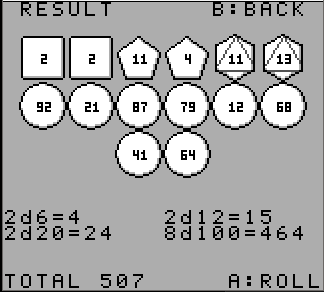 RESULT B:BACK
2 2 11 4 11 13
92 21 87 79 12 68
41 64
2d6=4 2d12=15
2d20=24 8d100=464
TOTAL 507 A:ROLL